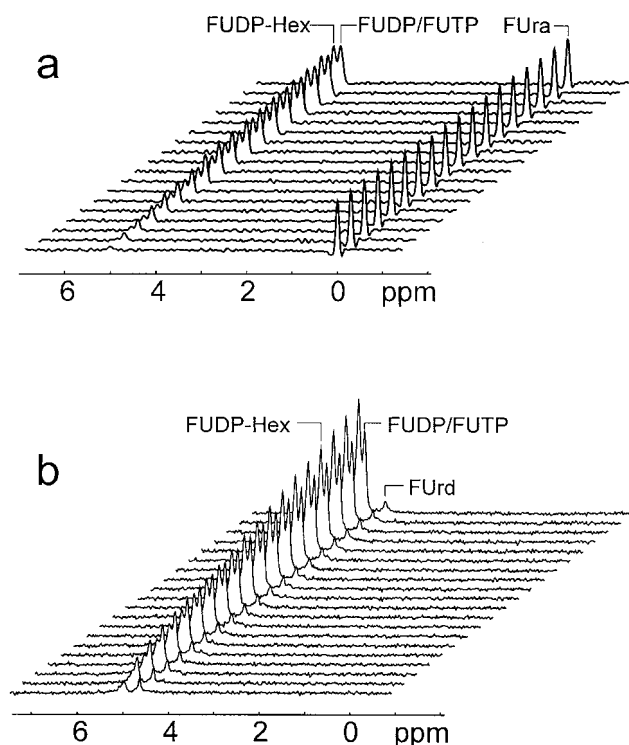 FUDP-Hex FUDP/FUTP FUra
a
6 4 2 0 ppm
FUDP-Hex FUDP/FUTP
b
FUrd
6 4 2 0 ppm